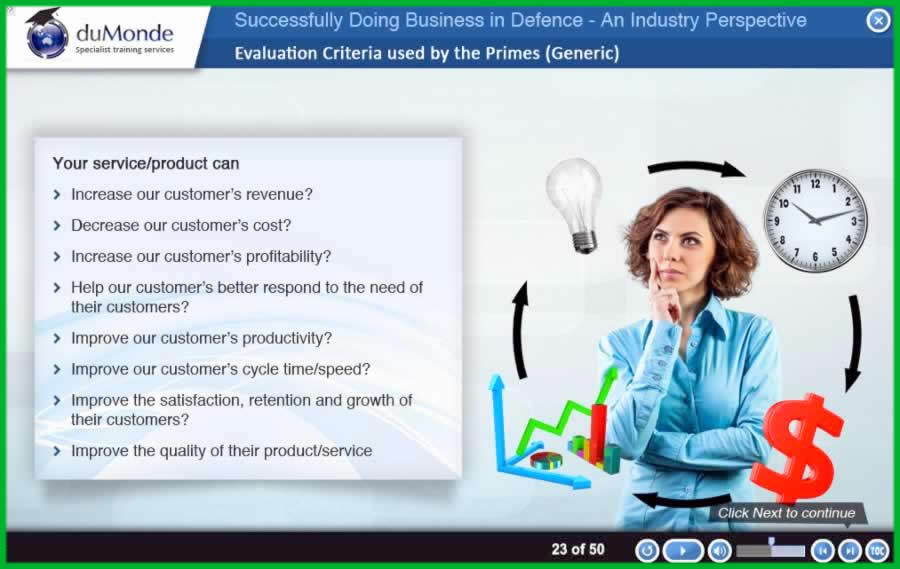 duMonde
Specialist training services
Successfully Doing Business in Defence - An Industry Perspective
Evaluation Criteria used by the Primes (Generic)
Your service/product can
Increase our customer's revenue?
Decrease our customer's cost?
Increase our customer's profitability?
Help our customer's better respond to the need of
their customers?
Improve our customer's productivity?
Improve our customer's cycle time/speed?
Improve the satisfaction, retention and growth of
their customers?
Improve the quality of their product/service
12
1
2
3
4
5
6
7
8
9
10
11
$
Click Next to continue
23 of 50
TOC